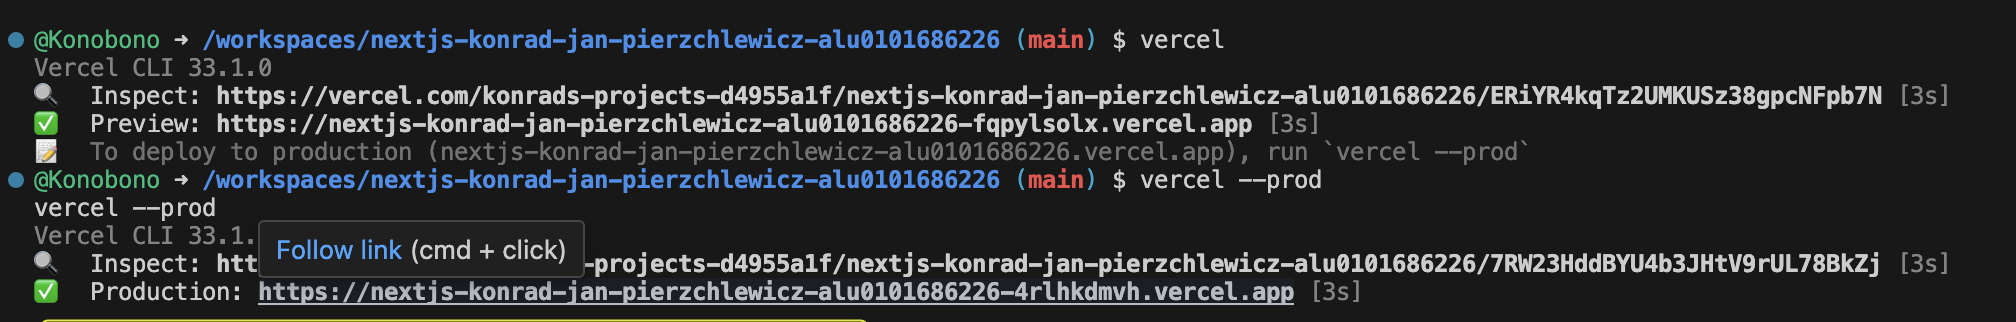 @Konobono → /workspaces/nextjs-konrad-jan-pierzchlewicz-alu0101686226 (main) $ vercel
Vercel CLI 33.1.0
🔍 Inspect: https://vercel.com/konrads-projects-d4955a1f/nextjs-konrad-jan-pierzchlewicz-alu0101686226/ERiYR4kqTz2UMKUSz38gpcNFpb7N [3s]
✅ Preview: https://nextjs-konrad-jan-pierzchlewicz-alu0101686226-fqpylsolx.vercel.app [3s]
📝 To deploy to production (nextjs-konrad-jan-pierzchlewicz-alu0101686226.vercel.app), run `vercel --prod`
@Konobono → /workspaces/nextjs-konrad-jan-pierzchlewicz-alu0101686226 (main) $ vercel --prod
vercel --prod
Vercel CLI 33.1.
Follow link (cmd + click)
🔍 Inspect: htt -projects-d4955a1f/nextjs-konrad-jan-pierzchlewicz-alu0101686226/7RW23HddBYU4b3JHtV9rUL78BkZj [3s]
✅ Production: https://nextjs-konrad-jan-pierzchlewicz-alu0101686226-4rlhkdmvh.vercel.app [3s]